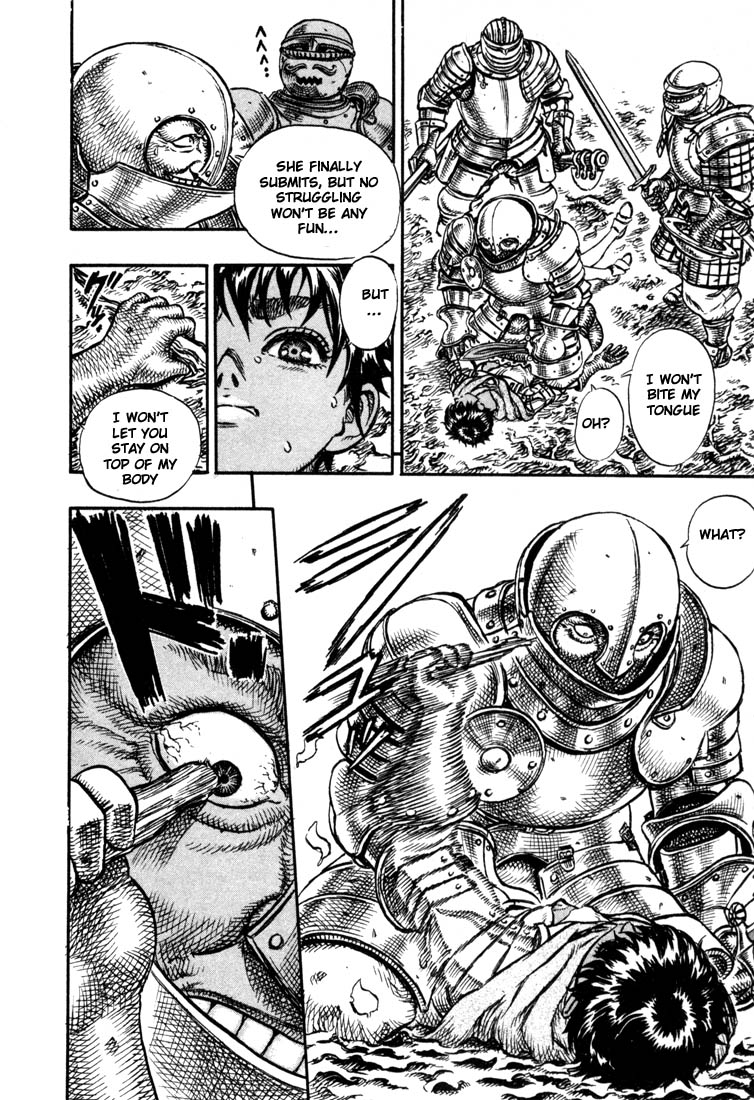 I WON'T
BITE MY
TONGUE
OH?
SHE FINALLY
SUBMITS, BUT NO
STRUGGLING
WON'T BE ANY
FUN...
BUT
...
I WON'T
LET YOU
STAY ON
TOP OF MY
BODY
WHAT?